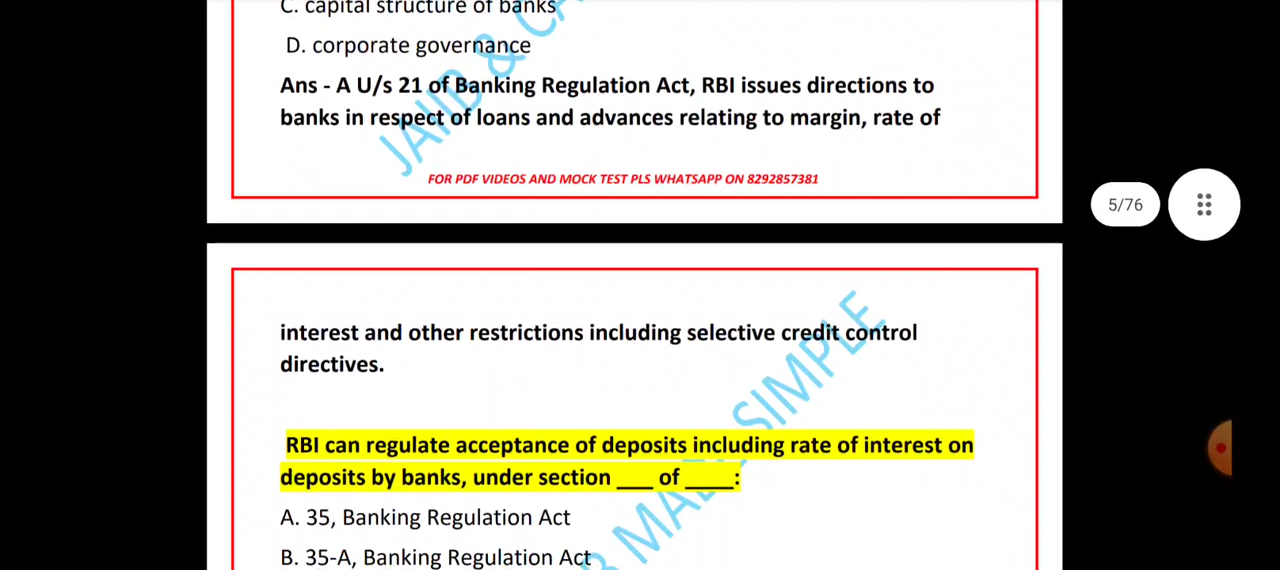 C. capital structure of banks
D. corporate governance
Ans - A U/s 21 of Banking Regulation Act, RBI issues directions to
banks in respect of loans and advances relating to margin, rate of
JAIIB & CA
FOR PDF VIDEOS AND MOCK TEST PLS WHATSAPP ON 8292857381
5/76
interest and other restrictions including selective credit control
directives.
RBI can regulate acceptance of deposits including rate of interest on
deposits by banks, under section ___ of ____:
A. 35, Banking Regulation Act
B. 35-A, Banking Regulation Act
SIMPLE